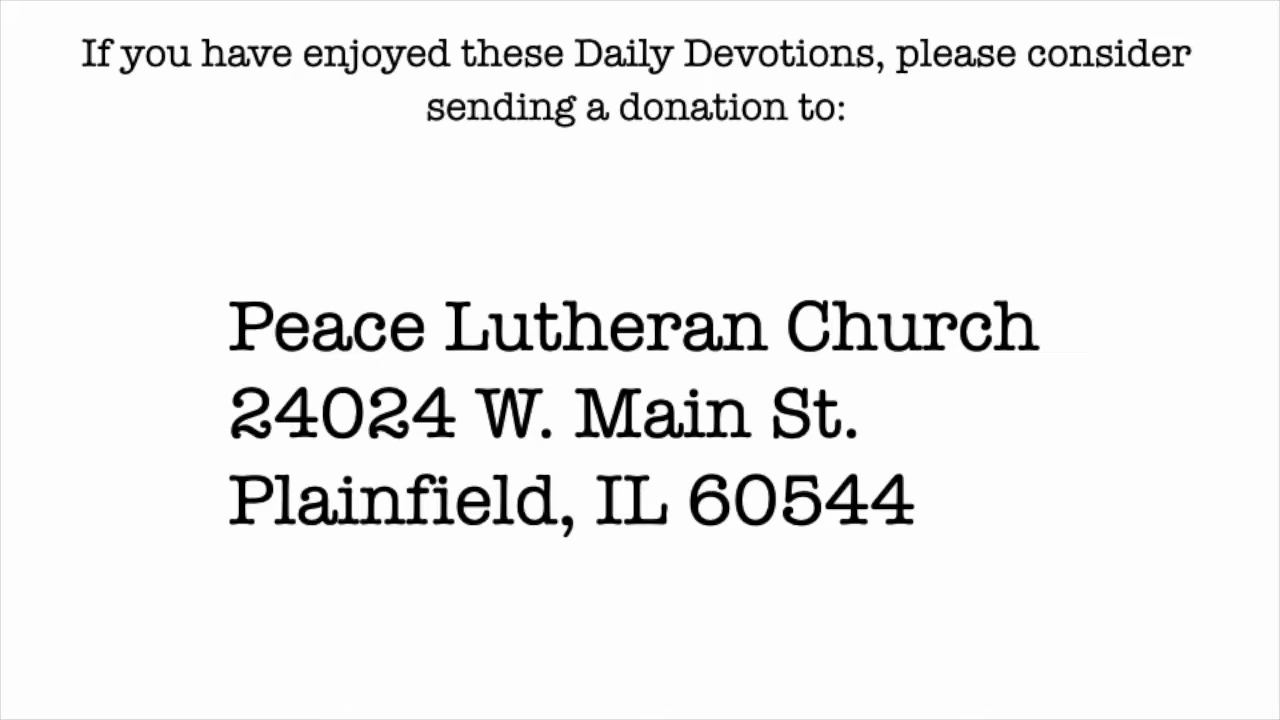 If you have enjoyed these Daily Devotions, please consider
sending a donation to:
Peace Lutheran Church
24024 W. Main St.
Plainfield, IL 60544